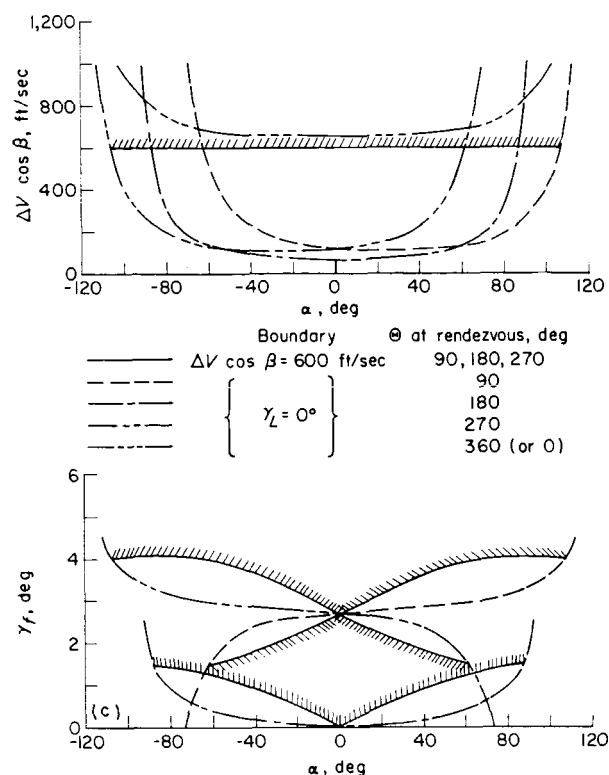 1,200
800
400
0
ΔV cos β, ft/sec
-120 -80 -40 0 40 80 120
α, deg
Boundary Θ at rendezvous, deg
ΔV cos β = 600 ft/sec 90, 180, 270
90
γL = 0° 180
270
360 (or 0)
6
4
2
0
γf, deg
(c)
-120 -80 -40 0 40 80 120
α, deg